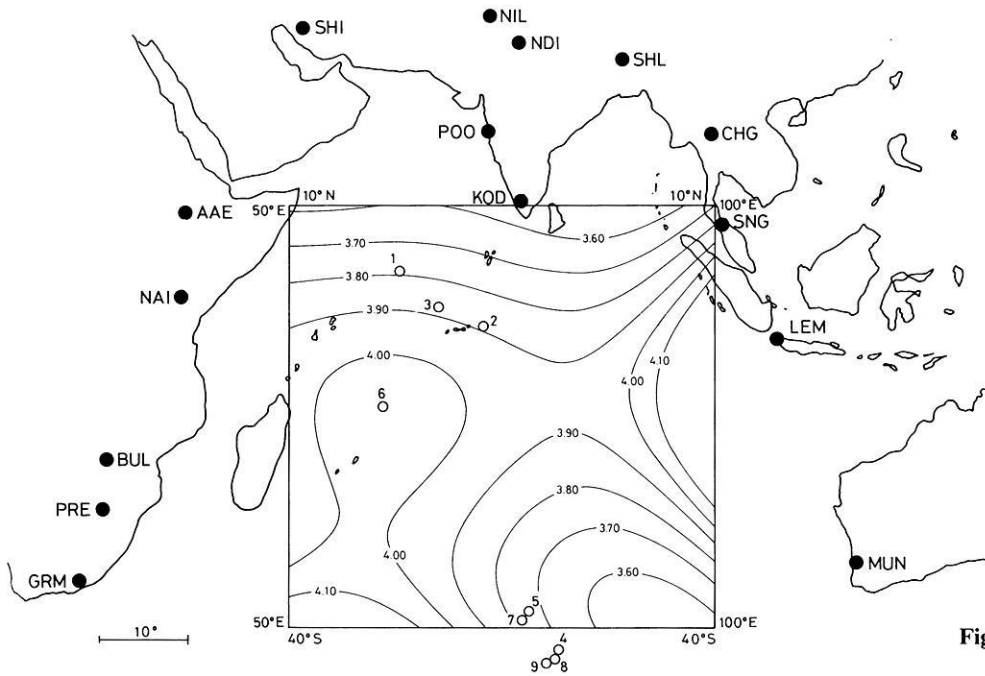 NIL
SHI
NDI
SHL
POO
CHG
KOD
10°N
10°N
50°E
100°E
AAE
SNG
3.60
3.70
1
3.80
NAI
3
3.90
2
LEM
4.10
4.00
4.00
6
3.90
BUL
3.80
PRE
3.70
4.00
MUN
3.60
GRM
4.10
5
7
50°E
100°E
40°S
40°S
10°
4
8
9
Fig